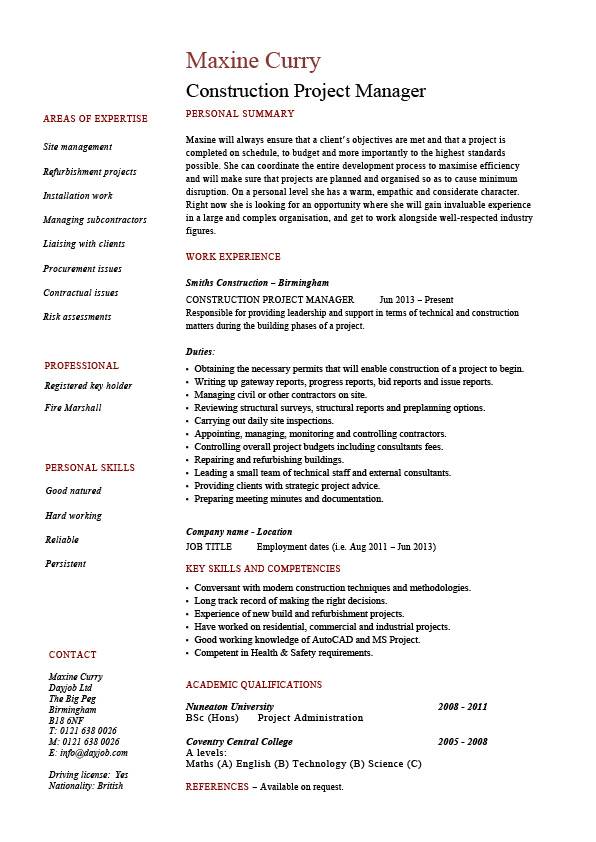 Maxine Curry
Construction Project Manager
AREAS OF EXPERTISE
Site management
Refurbishment projects
Installation work
Managing subcontractors
Liaising with clients
Procurement issues
Contractual issues
Risk assessments
PROFESSIONAL
Registered key holder
Fire Marshall
PERSONAL SKILLS
Good natured
Hard working
Reliable
Persistent
CONTACT
Maxine Curry
Dayjob Ltd
The Big Peg
Birmingham
B18 6NF
T: 0121 638 0026
M: 0121 638 0026
E: info@dayjob.com
Driving license: Yes
Nationality: British
PERSONAL SUMMARY
Maxine will always ensure that a client's objectives are met and that a project is
completed on schedule, to budget and more importantly to the highest standards
possible. She can coordinate the entire development process to maximise efficiency
and will make sure that projects are planned and organised so as to cause minimum
disruption. On a personal level she has a warm, empathic and considerate character.
Right now she is looking for an opportunity where she will gain invaluable experience
in a large and complex organisation, and get to work alongside well-respected industry
figures.
WORK EXPERIENCE
Smiths Construction – Birmingham
CONSTRUCTION PROJECT MANAGER Jun 2013 – Present
Responsible for providing leadership and support in terms of technical and construction
matters during the building phases of a project.
Duties:
• Obtaining the necessary permits that will enable construction of a project to begin.
• Writing up gateway reports, progress reports, bid reports and issue reports.
• Managing civil or other contractors on site.
• Reviewing structural surveys, structural reports and preplanning options.
• Carrying out daily site inspections.
• Appointing, managing, monitoring and controlling contractors.
• Controlling overall project budgets including consultants fees.
• Repairing and refurbishing buildings.
• Leading a small team of technical staff and external consultants.
• Providing clients with strategic project advice.
• Preparing meeting minutes and documentation.
Company name - Location
JOB TITLE Employment dates (i.e. Aug 2011 – Jun 2013)
KEY SKILLS AND COMPETENCIES
• Conversant with modern construction techniques and methodologies.
• Long track record of making the right decisions.
• Experience of new build and refurbishment projects.
• Have worked on residential, commercial and industrial projects.
• Good working knowledge of AutoCAD and MS Project.
• Competent in Health & Safety requirements.
ACADEMIC QUALIFICATIONS
Nuneaton University 2008 - 2011
BSc (Hons) Project Administration
Coventry Central College 2005 - 2008
A levels:
Maths (A) English (B) Technology (B) Science (C)
REFERENCES – Available on request.